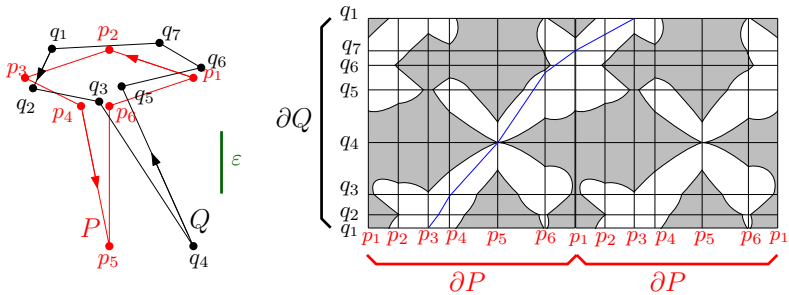 q₁ p₂ q₇
p₃ q₆
p₁
q₂ q₃ q₅
p₄ p₆
ε
P Q
p₅ q₄
q₁
q₇
q₆
q₅
∂Q q₄
q₃
q₂
q₁
p₁ p₂ p₃ p₄ p₅ p₆ p₁ p₂ p₃ p₄ p₅ p₆ p₁
∂P ∂P